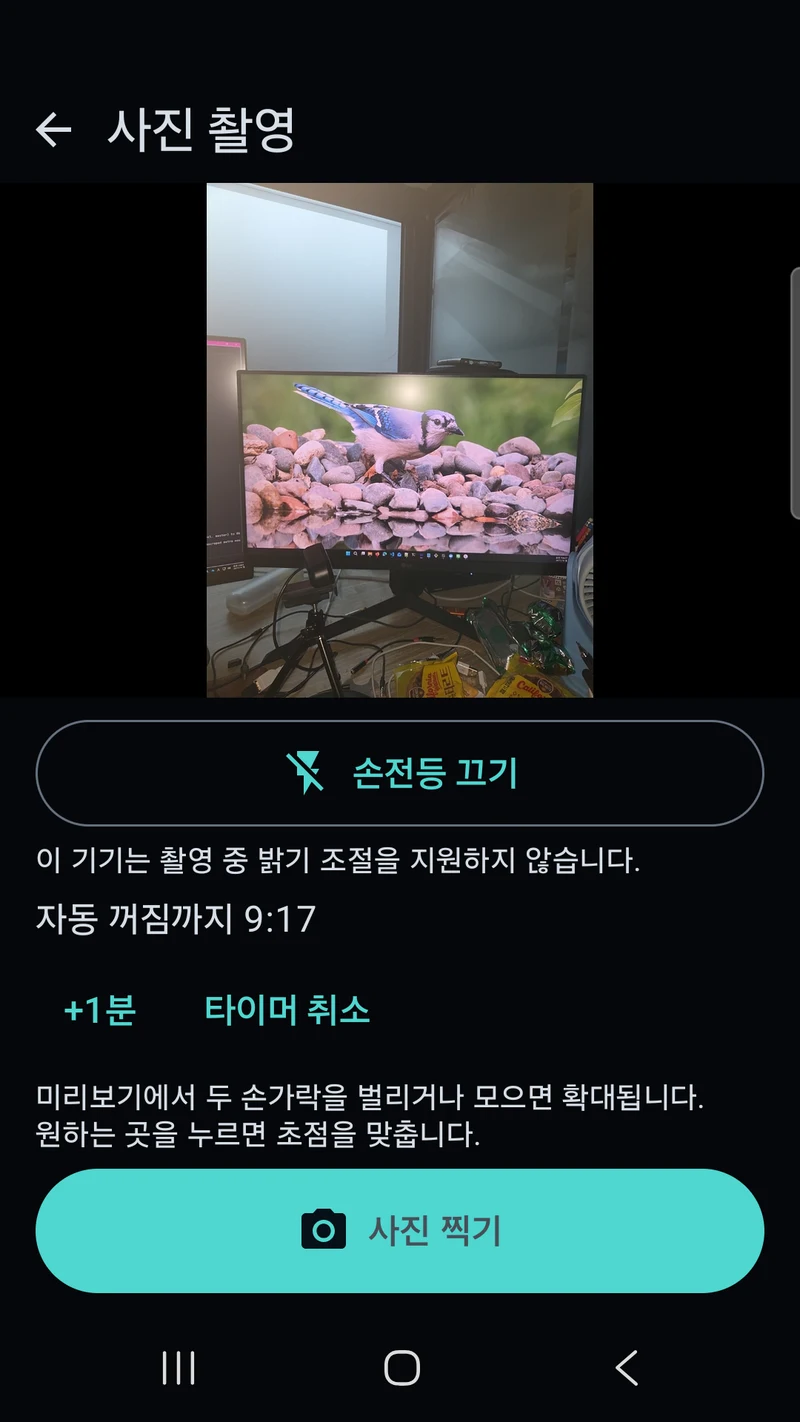 사진 촬영
손전등 끄기
이 기기는 촬영 중 밝기 조절을 지원하지 않습니다.
자동 꺼짐까지 9:17
+1분
타이머 취소
미리보기에서 두 손가락을 벌리거나 모으면 확대됩니다.
원하는 곳을 누르면 초점을 맞춥니다.
사진 찍기